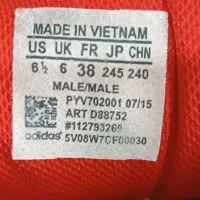 MADE IN VIETNAM
US UK FR JP CHN
6½ 6 38 245 240
MALE/MALE
PYV702001 07/15
ART D88752
#112793269
adidas 5V08W7CF00030